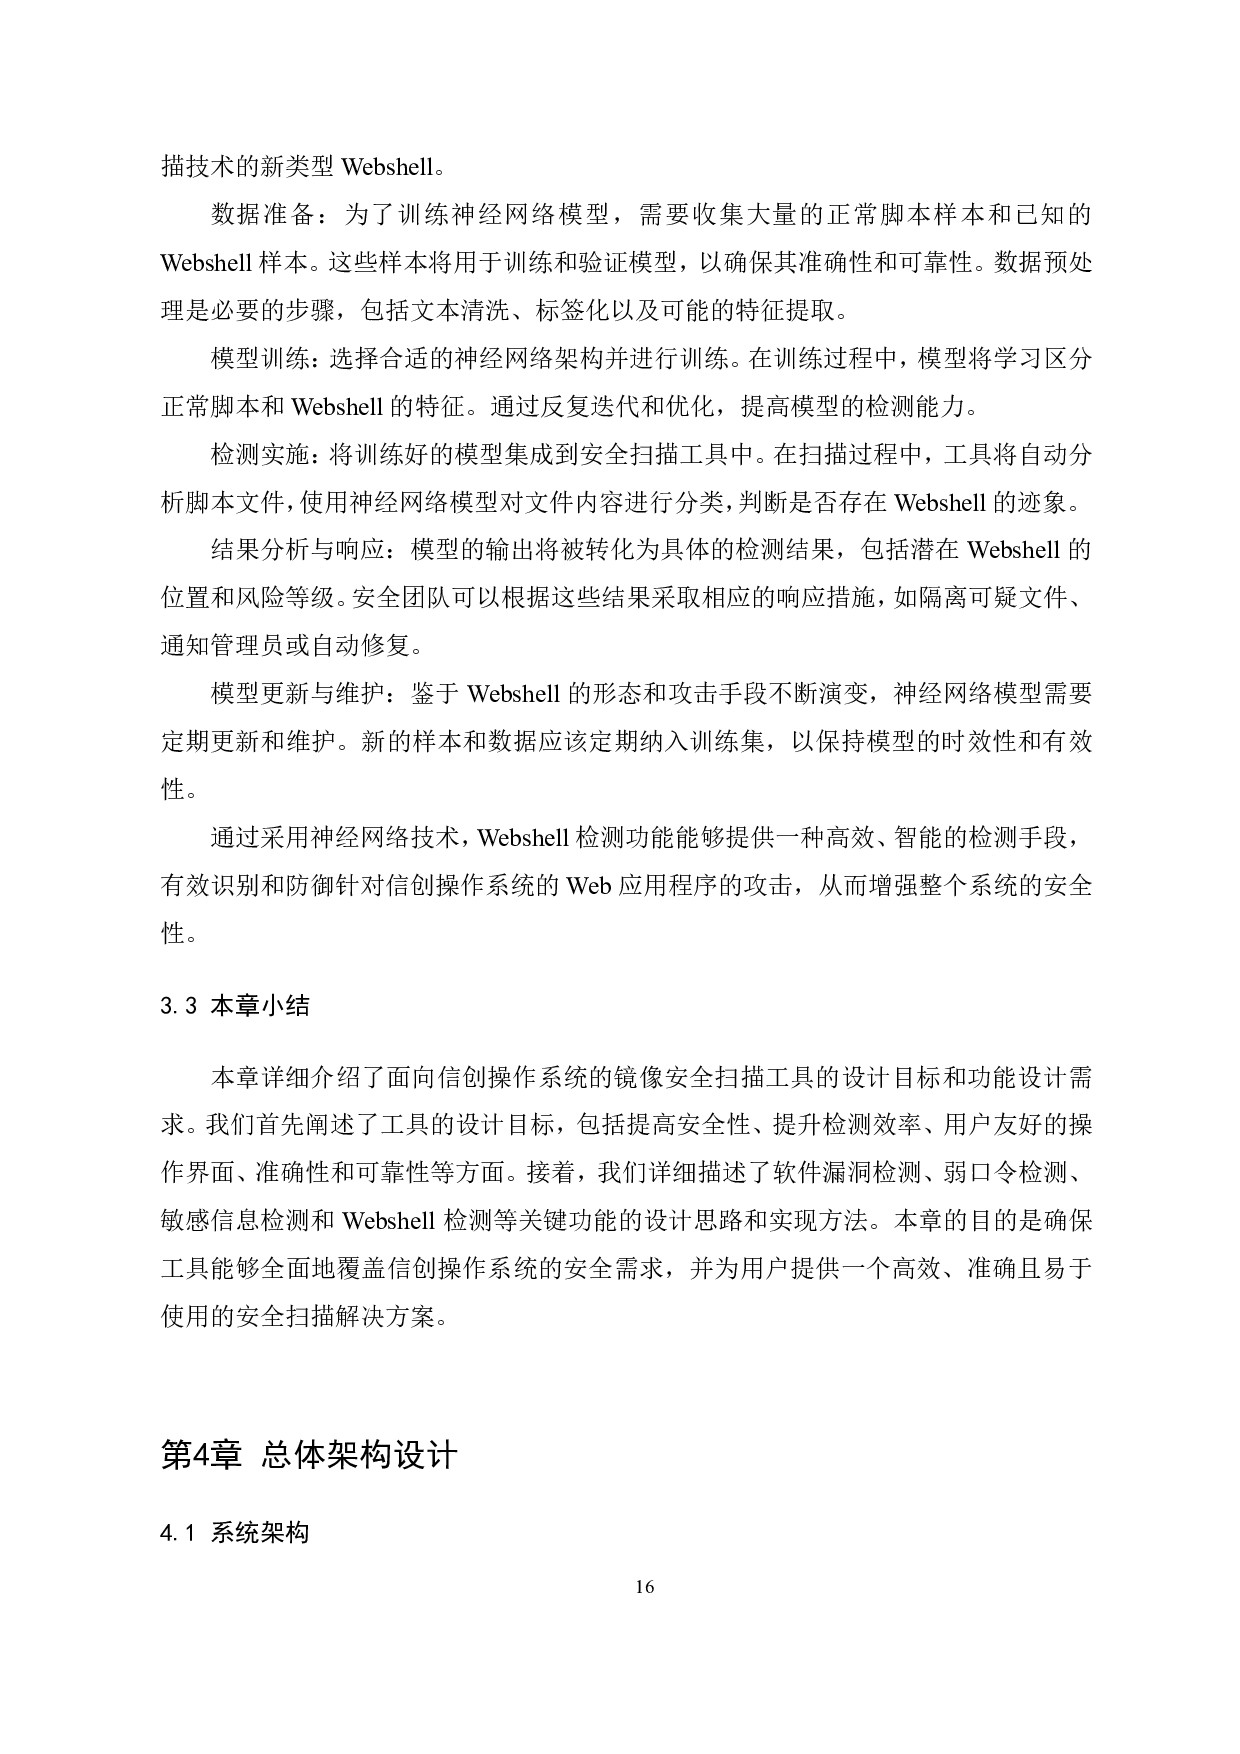 描技术的新类型 Webshell。
数据准备：为了训练神经网络模型，需要收集大量的正常脚本样本和已知的
Webshell 样本。这些样本将用于训练和验证模型，以确保其准确性和可靠性。数据预处
理是必要的步骤，包括文本清洗、标签化以及可能的特征提取。
模型训练：选择合适的神经网络架构并进行训练。在训练过程中，模型将学习区分
正常脚本和 Webshell 的特征。通过反复迭代和优化，提高模型的检测能力。
检测实施：将训练好的模型集成到安全扫描工具中。在扫描过程中，工具将自动分
析脚本文件，使用神经网络模型对文件内容进行分类，判断是否存在 Webshell 的迹象。
结果分析与响应：模型的输出将被转化为具体的检测结果，包括潜在 Webshell 的
位置和风险等级。安全团队可以根据这些结果采取相应的响应措施，如隔离可疑文件、
通知管理员或自动修复。
模型更新与维护：鉴于 Webshell 的形态和攻击手段不断演变，神经网络模型需要
定期更新和维护。新的样本和数据应该定期纳入训练集，以保持模型的时效性和有效
性。
通过采用神经网络技术，Webshell 检测功能能够提供一种高效、智能的检测手段，
有效识别和防御针对信创操作系统的 Web 应用程序的攻击，从而增强整个系统的安全
性。
3.3 本章小结
本章详细介绍了面向信创操作系统的镜像安全扫描工具的设计目标和功能设计需
求。我们首先阐述了工具的设计目标，包括提高安全性、提升检测效率、用户友好的操
作界面、准确性和可靠性等方面。接着，我们详细描述了软件漏洞检测、弱口令检测、
敏感信息检测和 Webshell 检测等关键功能的设计思路和实现方法。本章的目的是确保
工具能够全面地覆盖信创操作系统的安全需求，并为用户提供一个高效、准确且易于
使用的安全扫描解决方案。
第4章 总体架构设计
4.1 系统架构
16